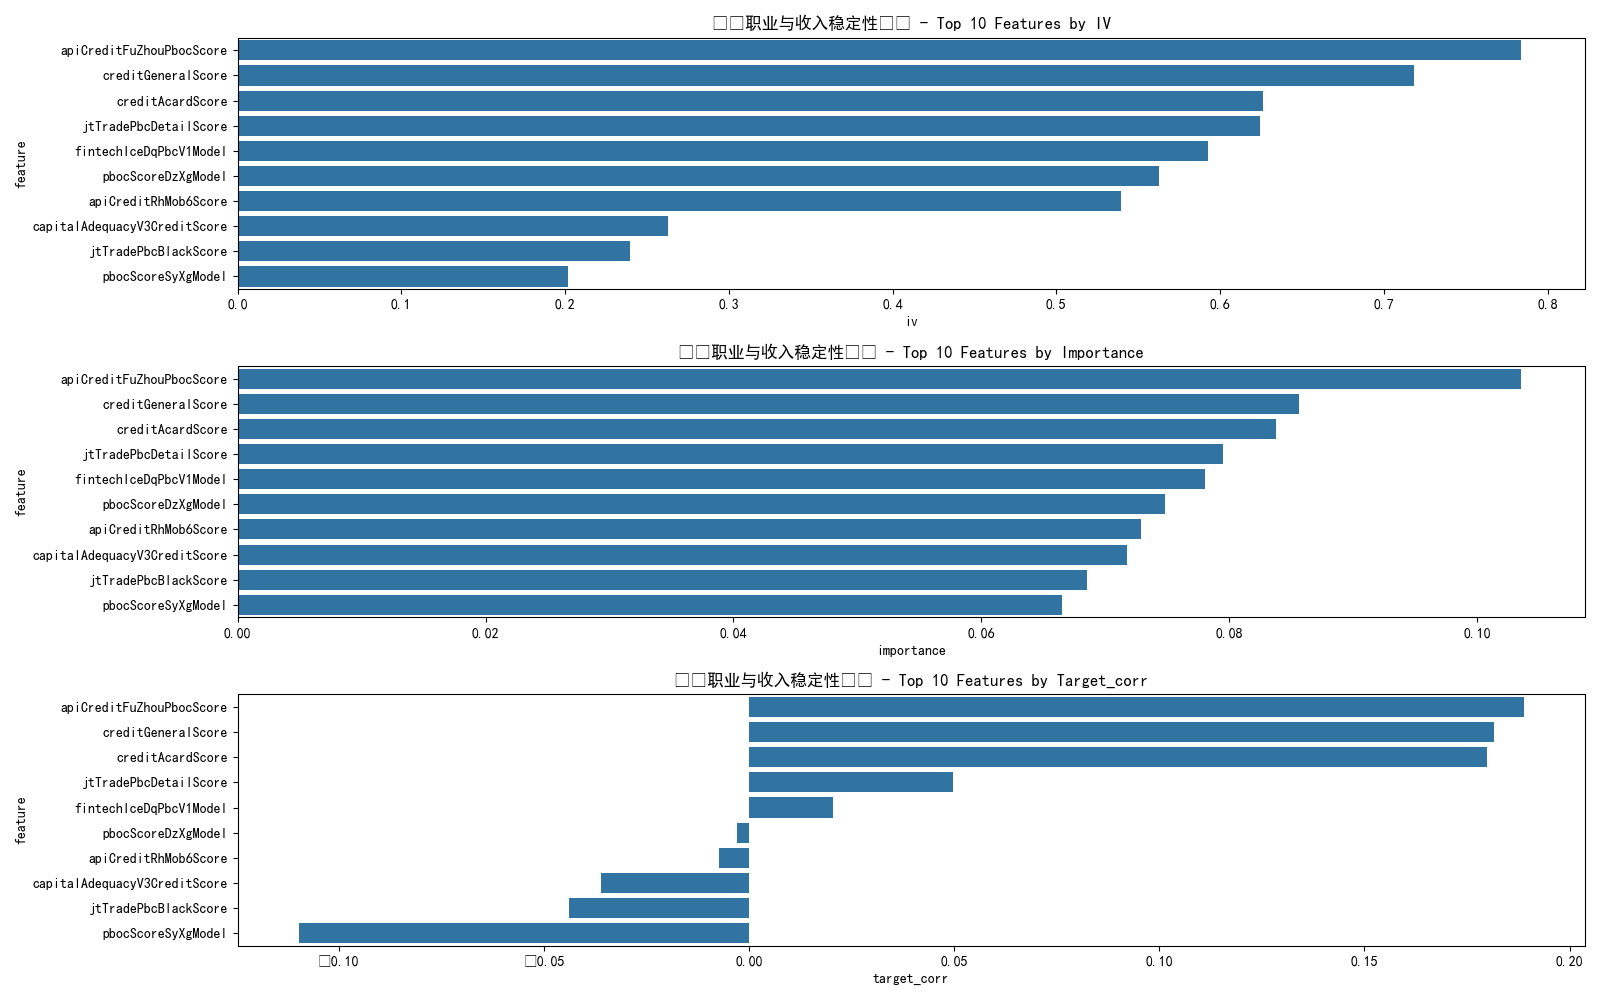 □□职业与收入稳定性□□ - Top 10 Features by IV
feature
apiCreditFuZhouPbocScore
creditGeneralScore
creditAcardScore
jtTradePbcDetailScore
fintechIceDqPbcV1Model
pbocScoreDzXgModel
apiCreditRhMob6Score
capitalAdequacyV3CreditScore
jtTradePbcBlackScore
pbocScoreSyXgModel
0.0 0.1 0.2 0.3 0.4 0.5 0.6 0.7 0.8
iv
□□职业与收入稳定性□□ - Top 10 Features by Importance
feature
apiCreditFuZhouPbocScore
creditGeneralScore
creditAcardScore
jtTradePbcDetailScore
fintechIceDqPbcV1Model
pbocScoreDzXgModel
apiCreditRhMob6Score
capitalAdequacyV3CreditScore
jtTradePbcBlackScore
pbocScoreSyXgModel
0.00 0.02 0.04 0.06 0.08 0.10
importance
□□职业与收入稳定性□□ - Top 10 Features by Target_corr
feature
apiCreditFuZhouPbocScore
creditGeneralScore
creditAcardScore
jtTradePbcDetailScore
fintechIceDqPbcV1Model
pbocScoreDzXgModel
apiCreditRhMob6Score
capitalAdequacyV3CreditScore
jtTradePbcBlackScore
pbocScoreSyXgModel
□0.10 □0.05 0.00 0.05 0.10 0.15 0.20
target_corr